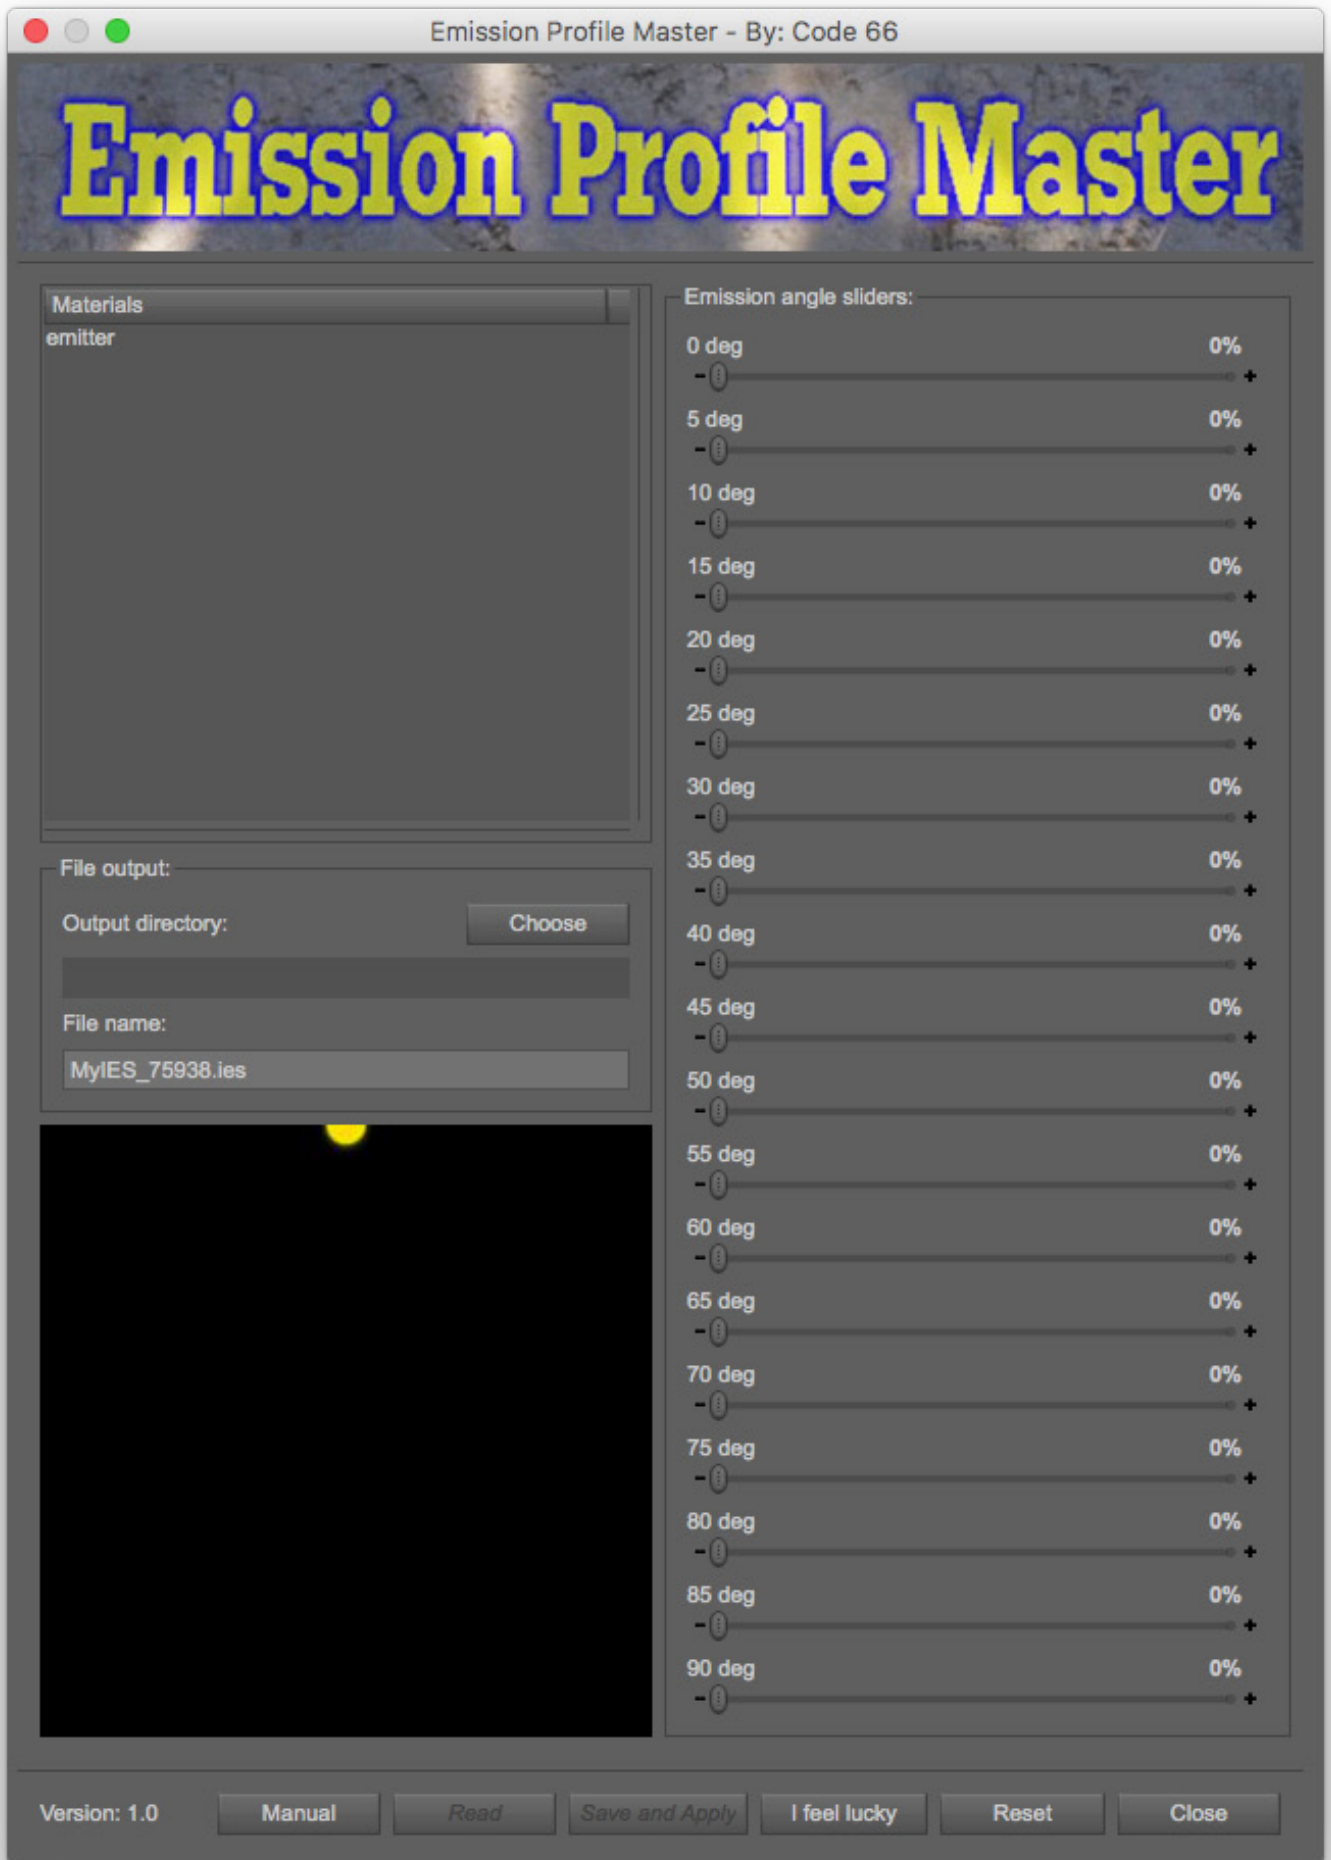 Emission Profile Master - By: Code 66
Emission Profile Master
Materials
emitter
File output:
Output directory:
Choose
File name:
MyIES_75938.ies
Emission angle sliders:
0 deg 0%
- +
5 deg 0%
- +
10 deg 0%
- +
15 deg 0%
- +
20 deg 0%
- +
25 deg 0%
- +
30 deg 0%
- +
35 deg 0%
- +
40 deg 0%
- +
45 deg 0%
- +
50 deg 0%
- +
55 deg 0%
- +
60 deg 0%
- +
65 deg 0%
- +
70 deg 0%
- +
75 deg 0%
- +
80 deg 0%
- +
85 deg 0%
- +
90 deg 0%
- +
Version: 1.0 Manual Read Save and Apply I feel lucky Reset Close